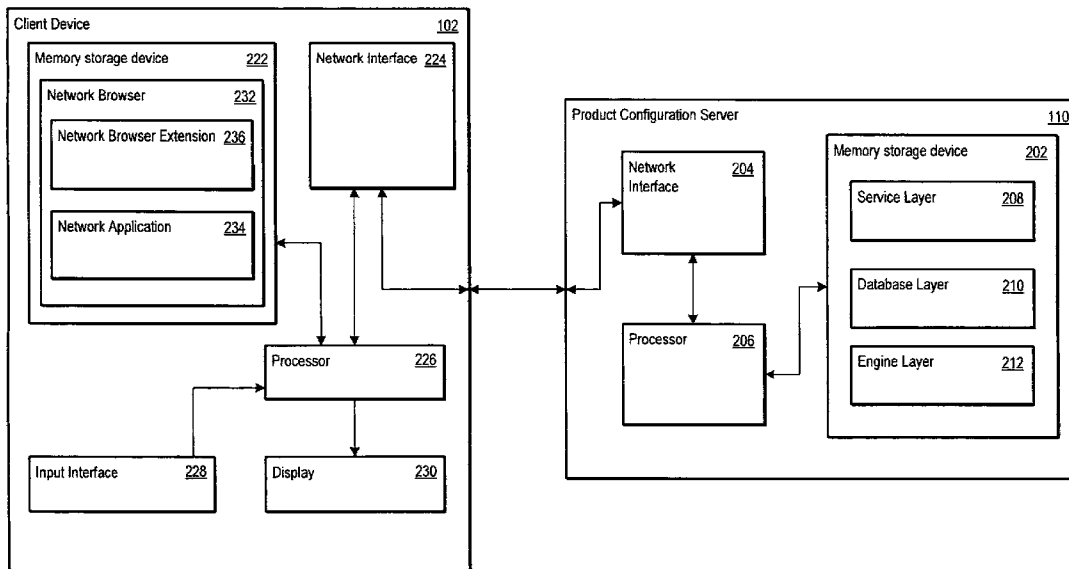 Client Device 102
Memory storage device 222
Network Browser 232
Network Browser Extension 236
Network Application 234
Network Interface 224
Processor 226
Input Interface 228
Display 230
Product Configuration Server 110
Network
Interface 204
Processor 206
Memory storage device 202
Service Layer 208
Database Layer 210
Engine Layer 212